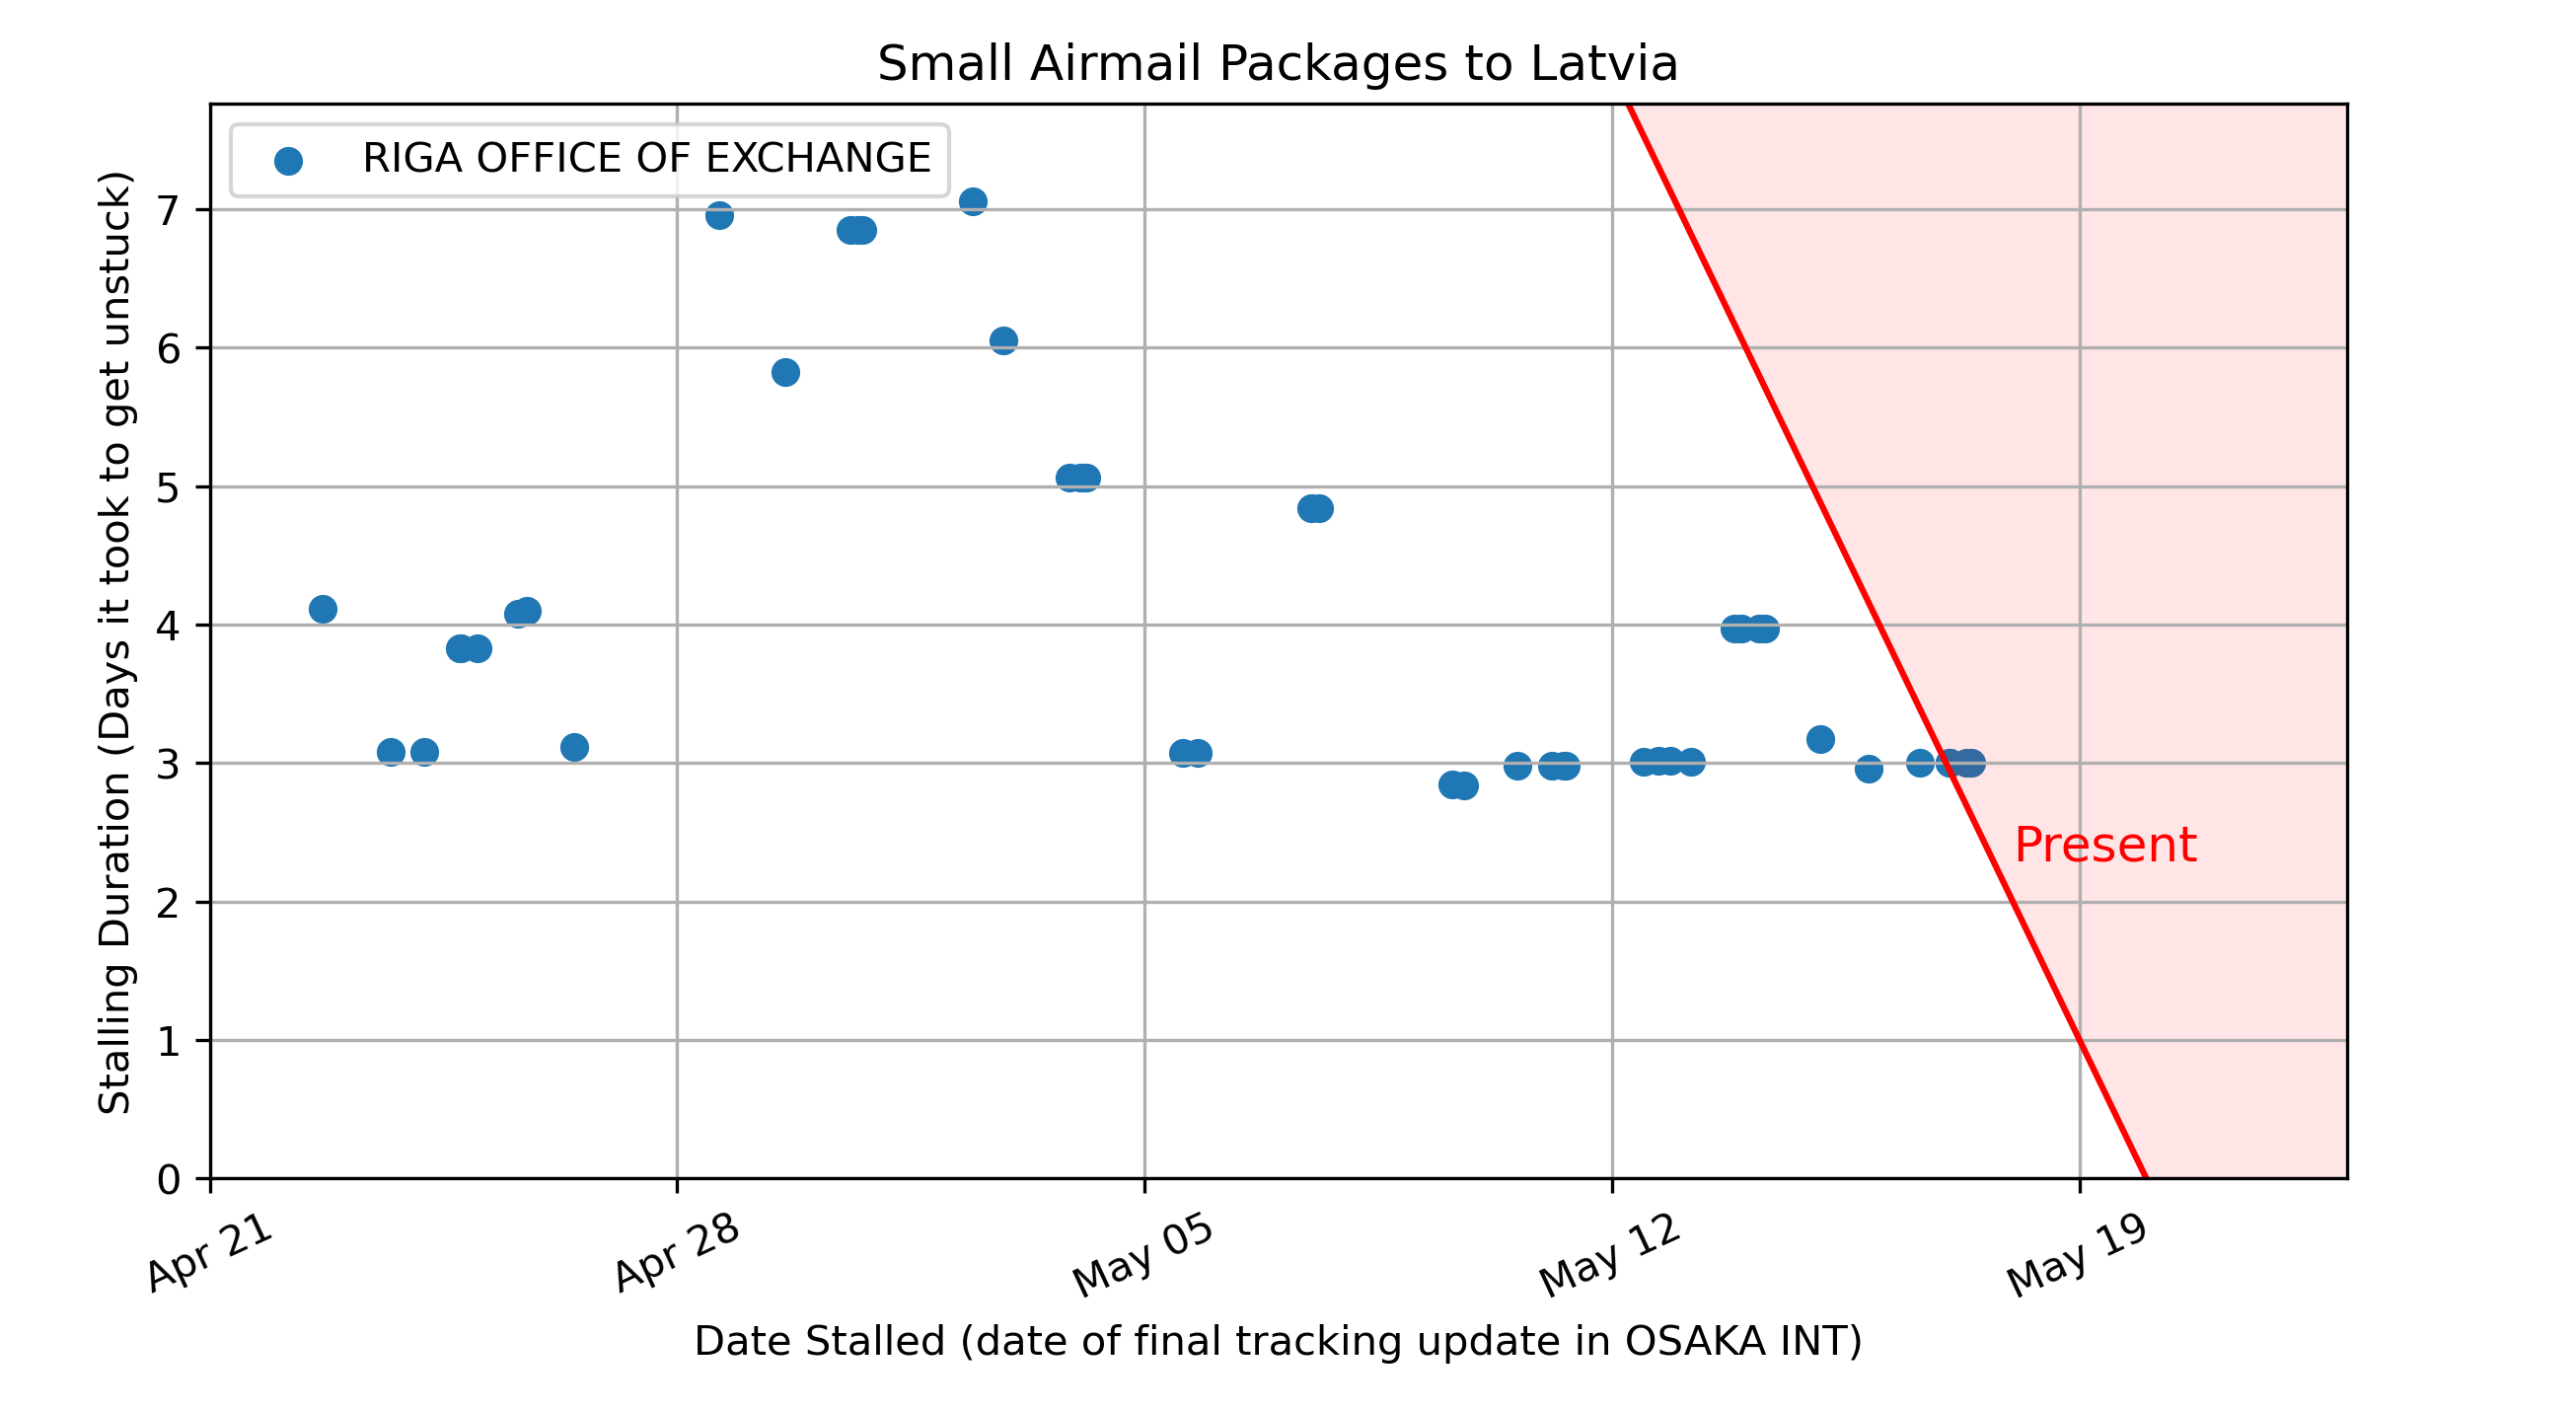 Small Airmail Packages to Latvia
RIGA OFFICE OF EXCHANGE
Stalling Duration (Days it took to get unstuck)
7
6
5
4
3
2
1
0
Present
Apr 21
Apr 28
May 05
May 12
May 19
Date Stalled (date of final tracking update in OSAKA INT)